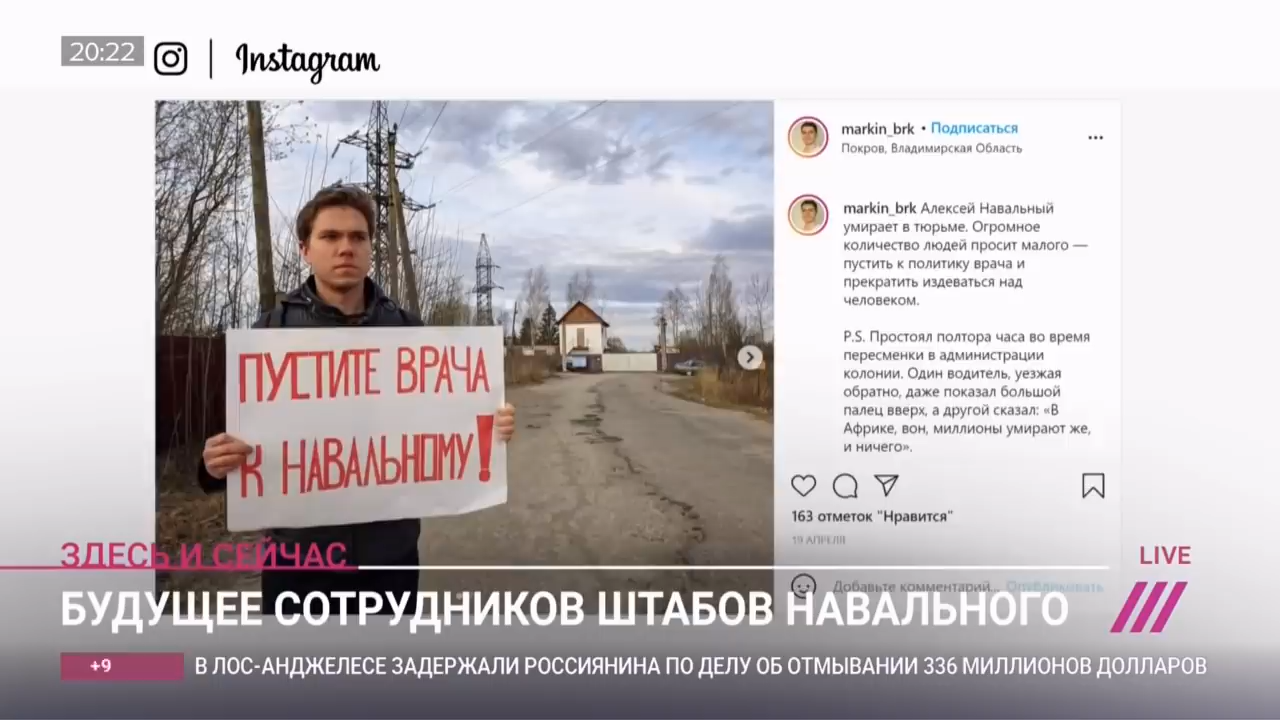 20:22
Instagram
markin_brk • Подписаться
Покров, Владимирская Область
markin_brk Алексей Навальный
умирает в тюрьме. Огромное
количество людей просит малого —
пустить к политику врача и
прекратить издеваться над
человеком.
P.S. Простоял полтора часа во время
пересменки в администрации
колонии. Один водитель, уезжая
обратно, даже показал большой
палец вверх, а другой сказал: «В
Африке, вон, миллионы умирают же,
и ничего».
163 отметок "Нравится"
19 АПРЕЛЯ
Добавьте комментарий... Опубликовать
ПУСТИТЕ ВРАЧА
К НАВАЛЬНОМУ!
ЗДЕСЬ И СЕЙЧАС
LIVE
БУДУЩЕЕ СОТРУДНИКОВ ШТАБОВ НАВАЛЬНОГО
+9
В ЛОС-АНДЖЕЛЕСЕ ЗАДЕРЖАЛИ РОССИЯНИНА ПО ДЕЛУ ОБ ОТМЫВАНИИ 336 МИЛЛИОНОВ ДОЛЛАРОВ